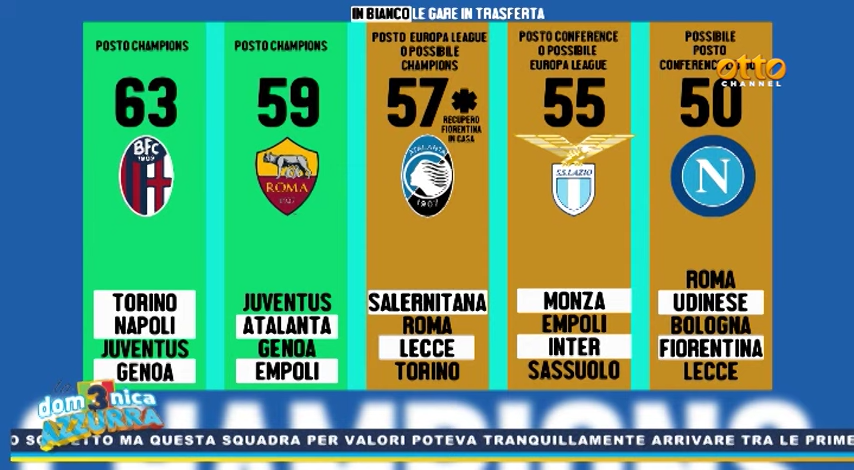 IN BIANCO LE GARE IN TRASFERTA
POSTO CHAMPIONS
63
BFC
1909
TORINO
NAPOLI
JUVENTUS
GENOA
POSTO CHAMPIONS
59
ROMA
1927
JUVENTUS
ATALANTA
GENOA
EMPOLI
POSTO EUROPA LEAGUE
O POSSIBILE
CHAMPIONS
57*
RECUPERO
FIORENTINA
IN CASA
ATALANTA
1907
SALERNITANA
ROMA
LECCE
TORINO
POSTO CONFERENCE
O POSSIBILE
EUROPA LEAGUE
55
S.S.LAZIO
MONZA
EMPOLI
INTER
SASSUOLO
POSSIBILE
POSTO
CONFERENCE
50
N
ROMA
UDINESE
BOLOGNA
FIORENTINA
LECCE
otto
CHANNEL
dom3nica
AZZURRA
O SO ETTO MA QUESTA SQUADRA PER VALORI POTEVA TRANQUILLAMENTE ARRIVARE TRA LE PRIME